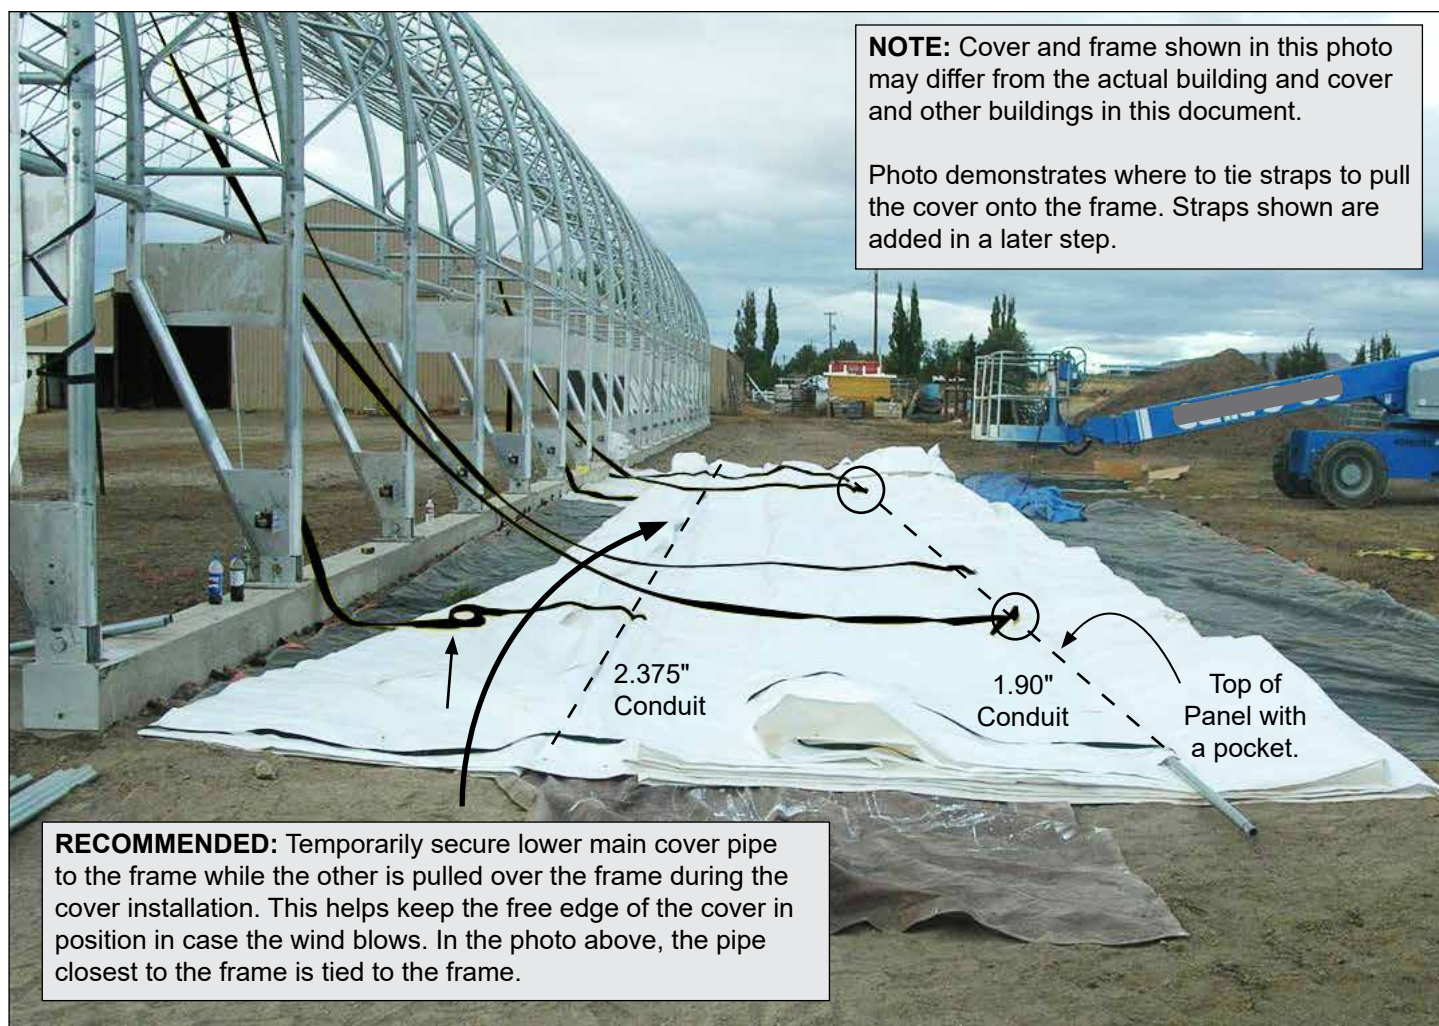 NOTE: Cover and frame shown in this photo
may differ from the actual building and cover
and other buildings in this document.
Photo demonstrates where to tie straps to pull
the cover onto the frame. Straps shown are
added in a later step.
2.375"
Conduit
1.90"
Conduit
Top of
Panel with
a pocket.
RECOMMENDED: Temporarily secure lower main cover pipe
to the frame while the other is pulled over the frame during the
cover installation. This helps keep the free edge of the cover in
position in case the wind blows. In the photo above, the pipe
closest to the frame is tied to the frame.